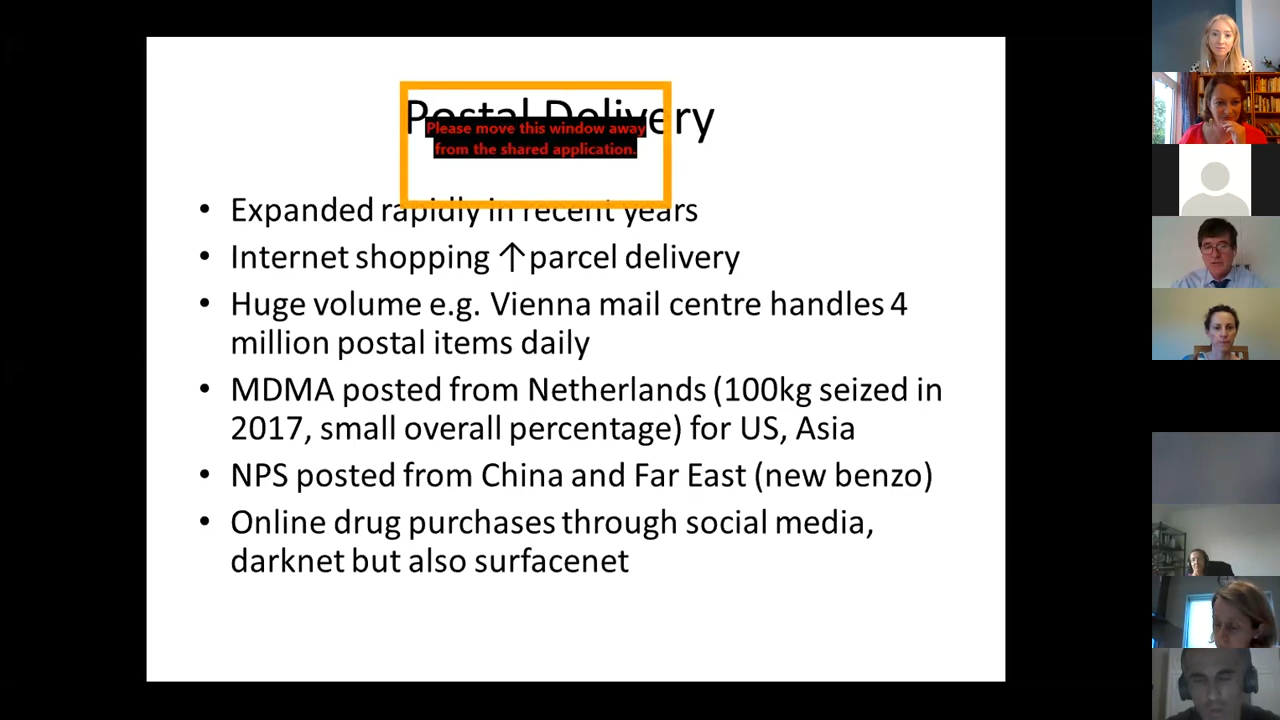 Postal Delivery
Please move this window away
from the shared application.
• Expanded rapidly in recent years
• Internet shopping ↑parcel delivery
• Huge volume e.g. Vienna mail centre handles 4
million postal items daily
• MDMA posted from Netherlands (100kg seized in
2017, small overall percentage) for US, Asia
• NPS posted from China and Far East (new benzo)
• Online drug purchases through social media,
darknet but also surfacenet